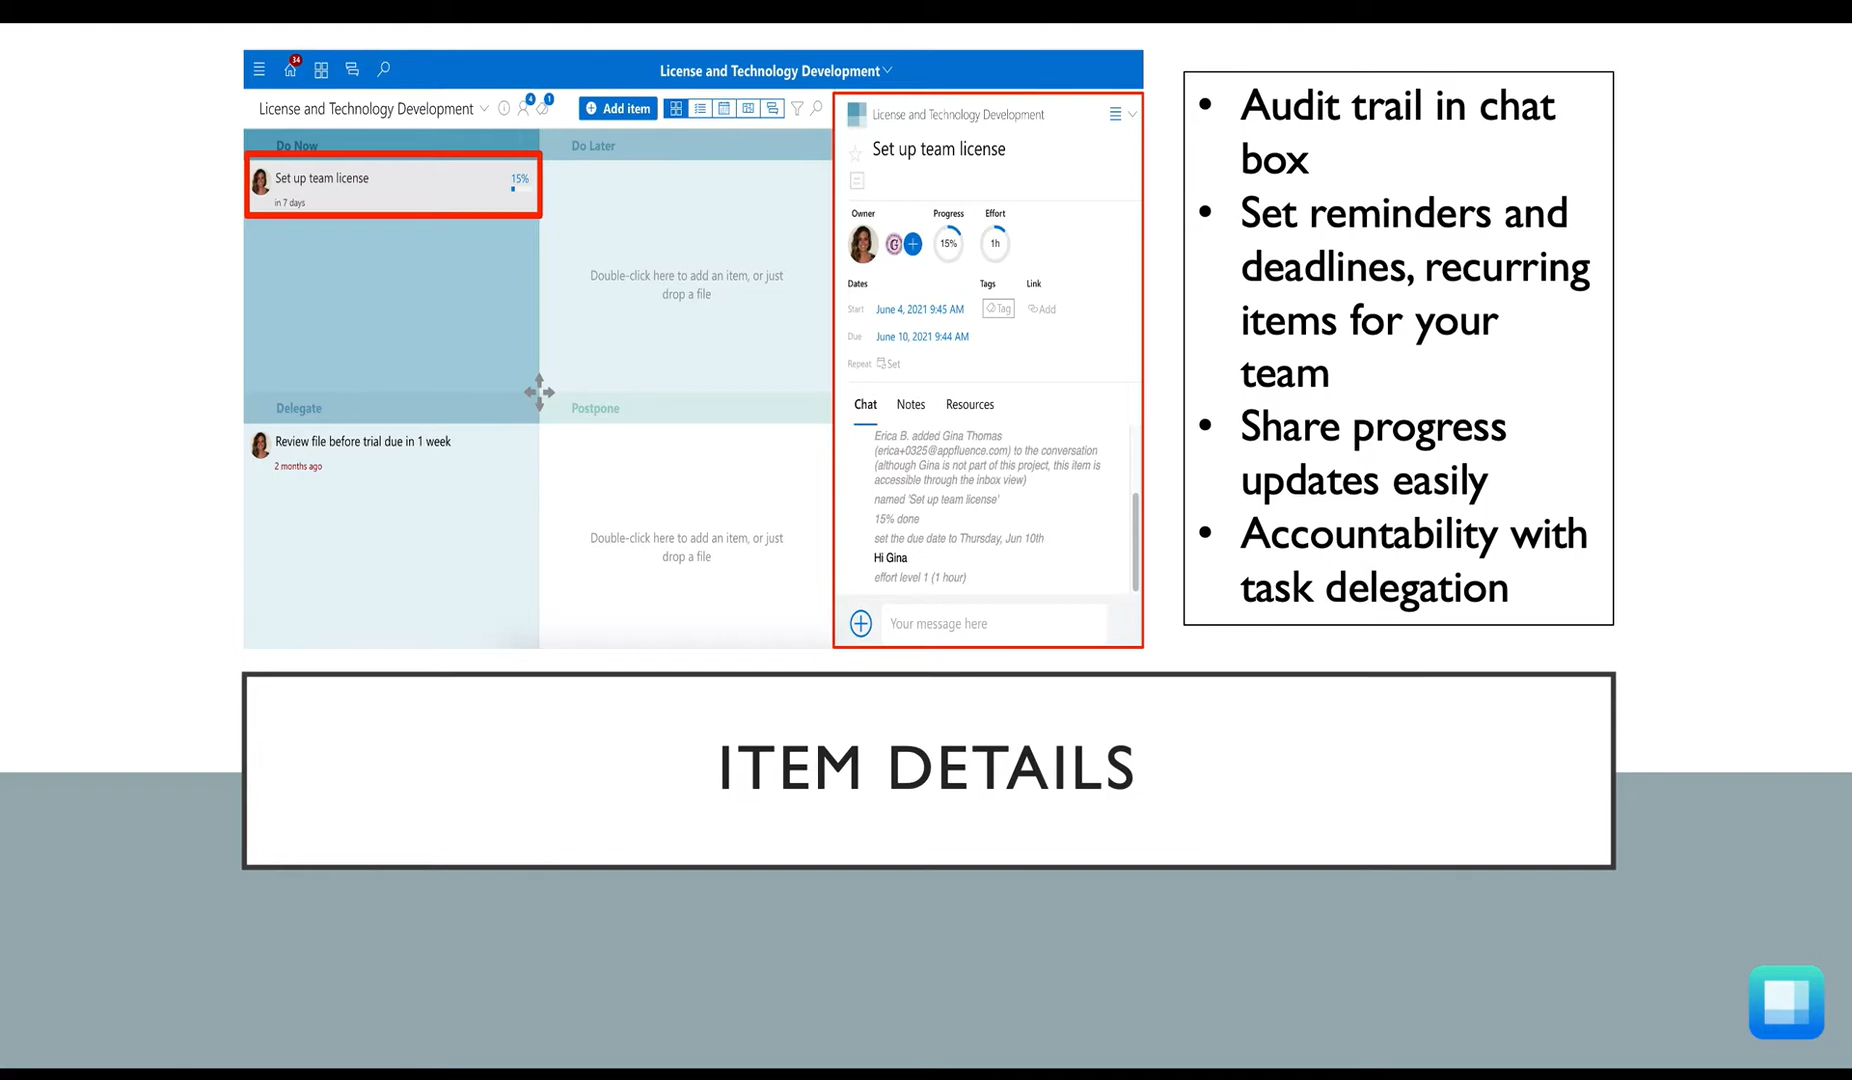 34
License and Technology Development
License and Technology Development
4
1
Add item
Do Now
Set up team license
15%
in 7 days
Do Later
Double-click here to add an item, or just
drop a file
Delegate
Review file before trial due in 1 week
2 months ago
Postpone
Double-click here to add an item, or just
drop a file
License and Technology Development
Set up team license
Owner Progress Effort
G 15% 1h
Dates Tags Link
Start June 4, 2021 9:45 AM Tag Add
Due June 10, 2021 9:44 AM
Repeat Set
Chat Notes Resources
Erica B. added Gina Thomas
(erica+0325@appfluence.com) to the conversation
(although Gina is not part of this project, this item is
accessible through the inbox view)
named 'Set up team license'
15% done
set the due date to Thursday, Jun 10th
Hi Gina
effort level 1 (1 hour)
Your message here
• Audit trail in chat
box
• Set reminders and
deadlines, recurring
items for your
team
• Share progress
updates easily
• Accountability with
task delegation
ITEM DETAILS